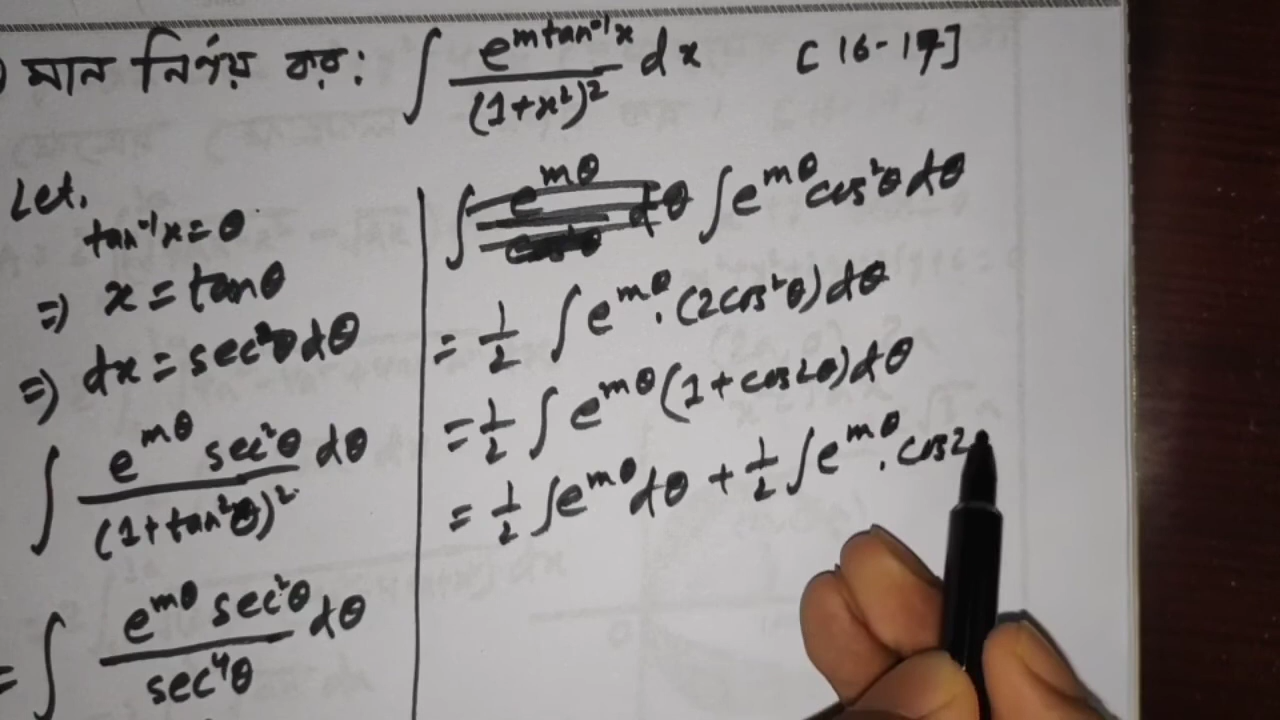 ) মান নির্ণয় কর: ∫ e^{m tan⁻¹x} / (1+x²)² dx [16-17]
Let,
tan⁻¹x = θ
⇒) x = tanθ
⇒) dx = sec²θ dθ
∫ e^{mθ} sec²θ / (1+tan²θ)² dθ
= ∫ e^{mθ} sec²θ / sec⁴θ dθ
∫ e^{mθ} dθ ∫ e^{mθ} cos²θ dθ
= 1/2 ∫ e^{mθ}. (2cos²θ) dθ
= 1/2 ∫ e^{mθ} (1 + cos2θ) dθ
= 1/2 ∫ e^{mθ} dθ + 1/2 ∫ e^{mθ}. cos2